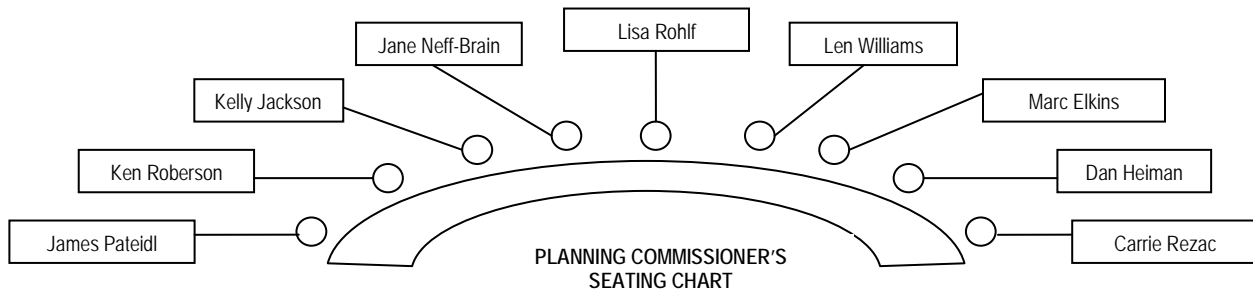 Lisa Rohlf
Jane Neff-Brain
Len Williams
Kelly Jackson
Marc Elkins
Ken Roberson
Dan Heiman
James Pateidl
Carrie Rezac
PLANNING COMMISSIONER'S
SEATING CHART